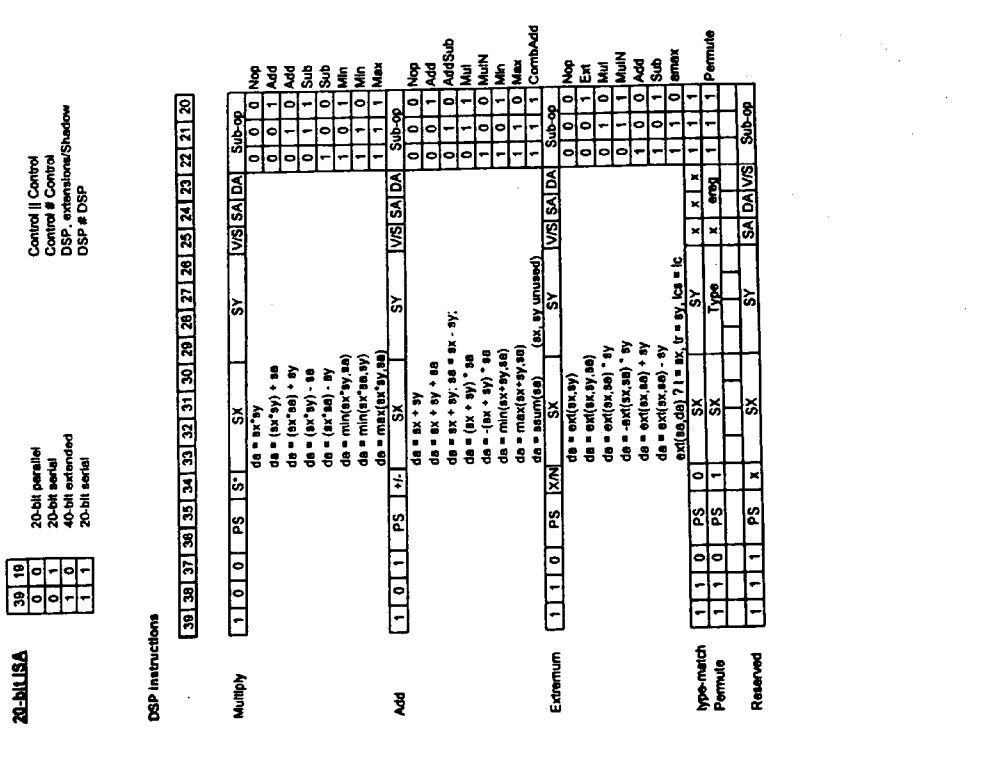 20-bit ISA
39 19
0 0 20-bit parallel Control || Control
0 1 20-bit serial Control # Control
1 0 40-bit extended DSP, extensions/Shadow
1 1 20-bit serial DSP # DSP
DSP instructions
39 38 37 36 35 34 33 32 31 30 29 28 27 26 25 24 23 22 21 20
Multiply 1 0 0 PS S* SX SY V/S SA DA Sub-op
da = sx*sy 0 0 0 Nop
da = (sx*sy) + sa 0 0 1 Add
da = (sx*sa) + sy 0 1 0 Add
da = (sx*sy) - sa 0 1 1 Sub
da = (sx*sa) - sy 1 0 0 Sub
da = min(sx*sy,sa) 1 0 1 Min
da = min(sx*sa,sy) 1 1 0 Min
da = max(sx*sy,sa) 1 1 1 Max
Add 1 0 1 PS +/- SX SY V/S SA DA Sub-op
da = sx + sy 0 0 0 Nop
da = sx + sy + sa 0 0 1 Add
da = sx + sy; sa = sx - sy; 0 1 0 AddSub
da = (sx + sy) * sa 0 1 1 Mul
da = -(sx + sy) * sa 1 0 0 MulN
da = min(sx+sy,sa) 1 0 1 Min
da = max(sx+sy,sa) 1 1 0 Max
da = asum(sa) (sx, sy unused) 1 1 1 CombAdd
Extremum 1 1 0 PS X/N SX SY V/S SA DA Sub-op
da = ext(sx,sy) 0 0 0 Nop
da = ext(sx,sy,sa) 0 0 1 Ext
da = ext(sx,sa) * sy 0 1 0 Mul
da = -ext(sx,sa) * sy 0 1 1 MulN
da = ext(sx,sa) + sy 1 0 0 Add
da = ext(sx,sa) - sy 1 0 1 Sub
ext(sa,da) ? l = sx, tr = sy, lcs = lc 1 1 0 amax
type-match 1 1 0 PS 0 SX SY x x x 1 1 1
Permute 1 1 0 PS 1 SX Type x ereg 1 1 1 Permute
Reserved 1 1 1 PS x SX SY SA DA V/S Sub-op